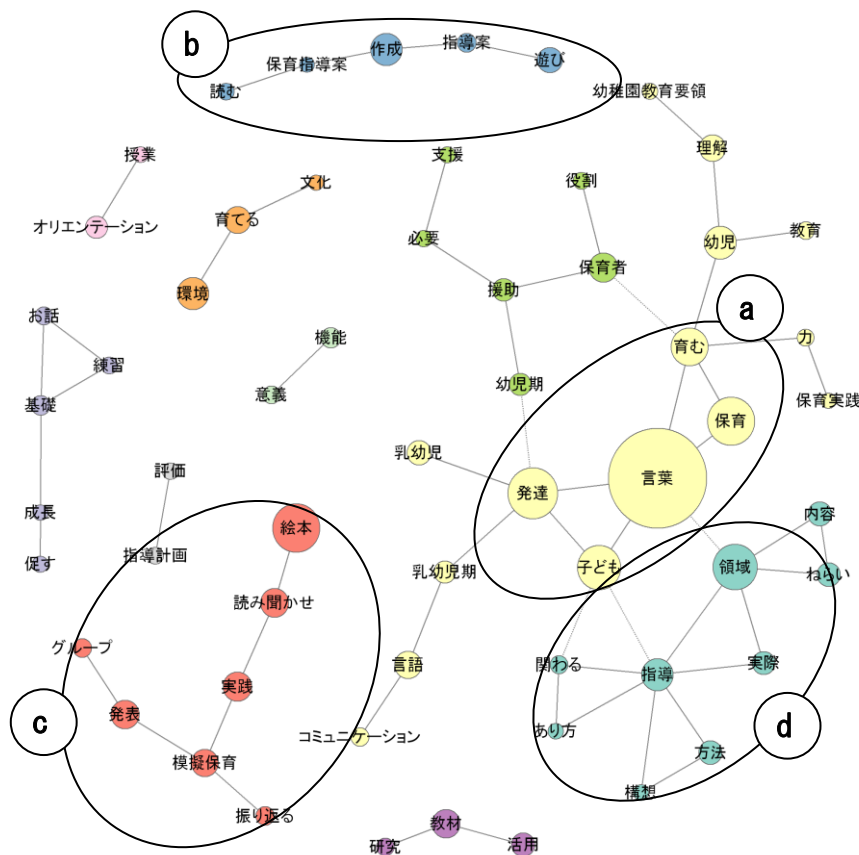 b
作成
指導案
保育指導案
遊び
読む
幼稚園教育要領
授業
支援
理解
文化
役割
オリエンテーション
育てる
必要
幼児
教育
保育者
環境
援助
a
お話
機能
育む
力
練習
幼児期
意義
保育実践
基礎
保育
乳幼児
評価
言葉
発達
成長
内容
絵本
指導計画
促す
子ども
領域
ねらい
乳幼児期
読み聞かせ
グループ
言語
関わる
実際
指導
実践
発表
c
あり方
d
コミュニケーション
方法
模擬保育
構想
振り返る
教材
研究
活用